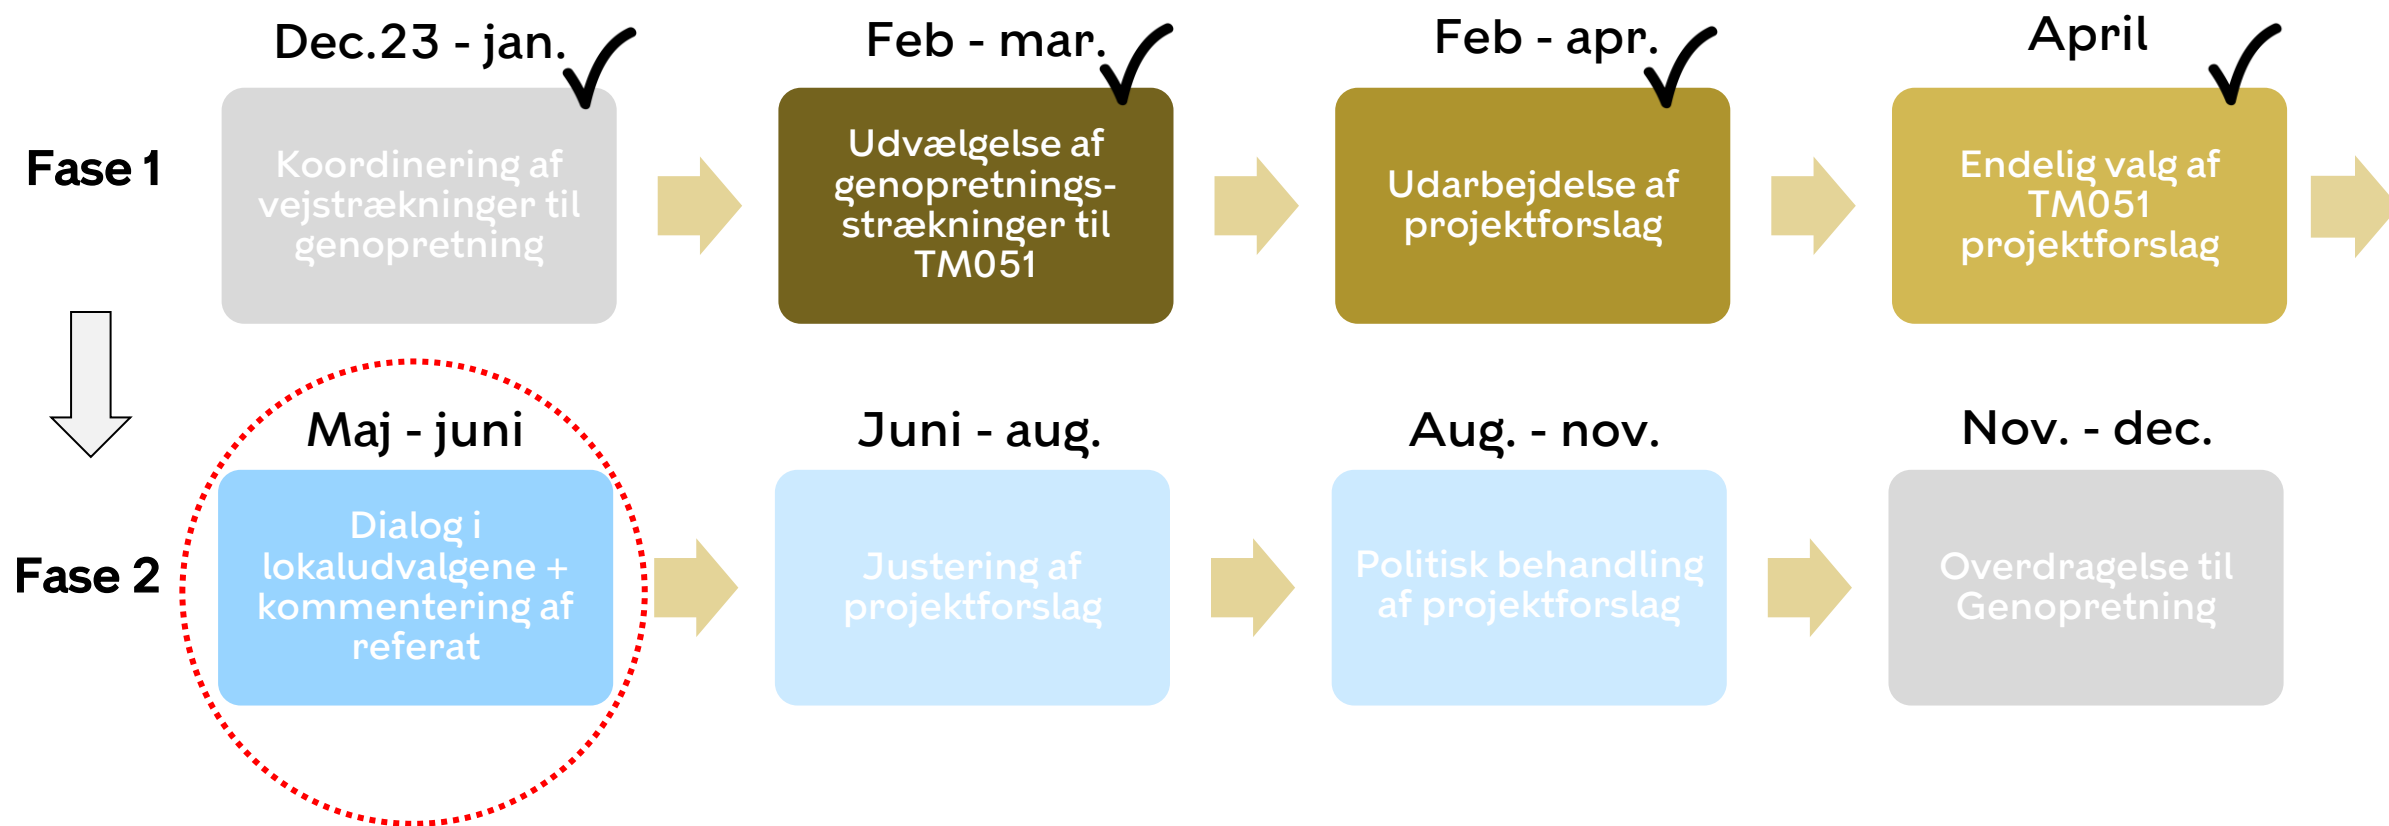 Dec.23 - jan.
Feb - mar.
Feb - apr.
April
Fase 1
Koordinering af
vejstrækninger til
genopretning
Udvælgelse af
genopretnings-
strækninger til
TM051
Udarbejdelse af
projektforslag
Endelig valg af
TM051
projektforslag
Maj - juni
Juni - aug.
Aug. - nov.
Nov. - dec.
Fase 2
Dialog i
lokaludvalgene +
kommentering af
referat
Justering af
projektforslag
Politisk behandling
af projektforslag
Overdragelse til
Genopretning